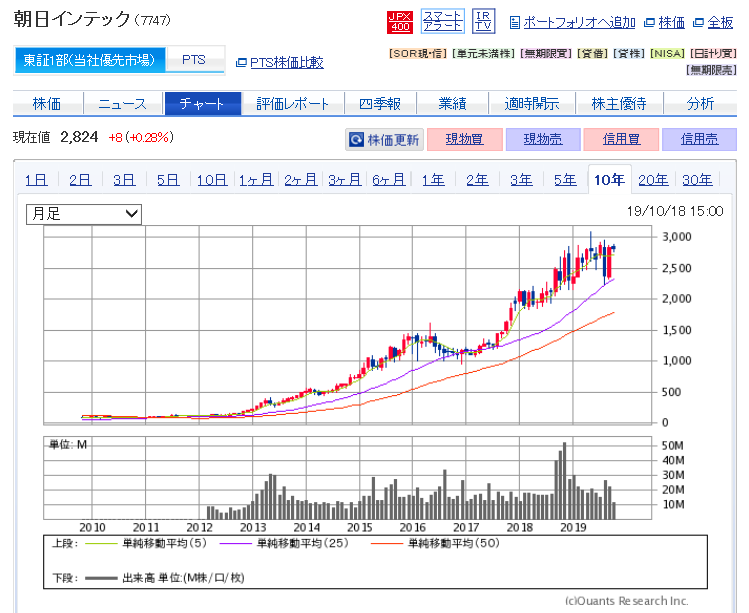 朝日インテック (7747)
JPX 400 スマート アラート IR TV ポートフォリオへ追加 株価 全板
東証1部(当社優先市場) PTS PTS株価比較
[SOR現・信] [単元未満株] [無期限買] [貸借] [貸株] [NISA] [日計り買]
[無期限売]
株価 ニュース チャート 評価レポート 四季報 業績 適時開示 株主優待 分析
現在値 2,824 +8 (+0.28%) 株価更新 現物買 現物売 信用買 信用売
1日 2日 3日 5日 10日 1ヶ月 2ヶ月 3ヶ月 6ヶ月 1年 2年 3年 5年 10年 20年 30年
月足 19/10/18 15:00
3,000
2,500
2,000
1,500
1,000
500
0
単位: M
50M
40M
30M
20M
10M
2010 2011 2012 2013 2014 2015 2016 2017 2018 2019
上段: 単純移動平均(5) 単純移動平均(25) 単純移動平均(50)
下段: 出来高 単位:(M株/口/枚)
(c)Quants Research Inc.